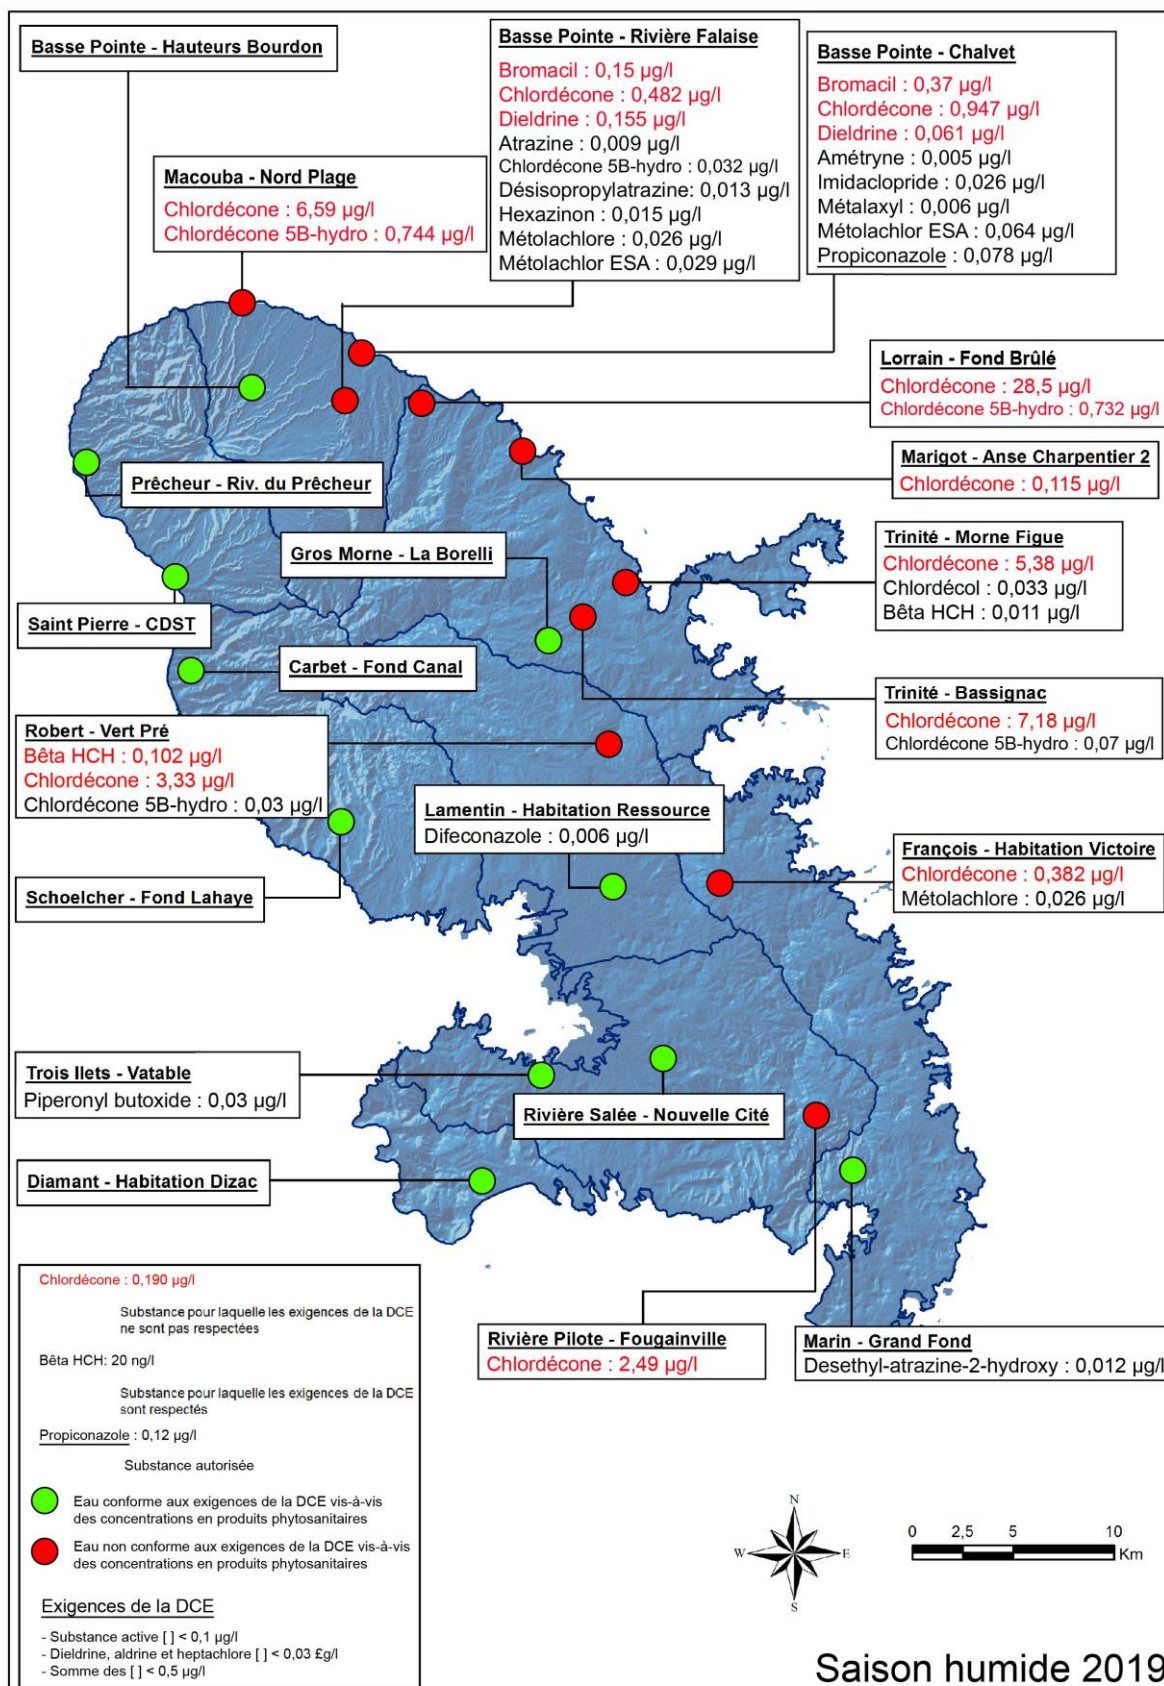 Basse Pointe - Hauteurs Bourdon
Basse Pointe - Rivière Falaise
Bromacil : 0,15 µg/l
Chlordécone : 0,482 µg/l
Dieldrine : 0,155 µg/l
Atrazine : 0,009 µg/l
Chlordécone 5B-hydro : 0,032 µg/l
Désisopropylatrazine: 0,013 µg/l
Hexazinon : 0,015 µg/l
Métolachlore : 0,026 µg/l
Métolachlor ESA : 0,029 µg/l
Basse Pointe - Chalvet
Bromacil : 0,37 µg/l
Chlordécone : 0,947 µg/l
Dieldrine : 0,061 µg/l
Amétryne : 0,005 µg/l
Imidaclopride : 0,026 µg/l
Métalaxyl : 0,006 µg/l
Métolachlor ESA : 0,064 µg/l
Propiconazole : 0,078 µg/l
Macouba - Nord Plage
Chlordécone : 6,59 µg/l
Chlordécone 5B-hydro : 0,744 µg/l
Lorrain - Fond Brûlé
Chlordécone : 28,5 µg/l
Chlordécone 5B-hydro : 0,732 µg/l
Marigot - Anse Charpentier 2
Chlordécone : 0,115 µg/l
Prêcheur - Riv. du Prêcheur
Gros Morne - La Borelli
Trinité - Morne Figue
Chlordécone : 5,38 µg/l
Chlordécol : 0,033 µg/l
Bêta HCH : 0,011 µg/l
Saint Pierre - CDST
Carbet - Fond Canal
Trinité - Bassignac
Chlordécone : 7,18 µg/l
Chlordécone 5B-hydro : 0,07 µg/l
Robert - Vert Pré
Bêta HCH : 0,102 µg/l
Chlordécone : 3,33 µg/l
Chlordécone 5B-hydro : 0,03 µg/l
Lamentin - Habitation Ressource
Difeconazole : 0,006 µg/l
François - Habitation Victoire
Chlordécone : 0,382 µg/l
Métolachlore : 0,026 µg/l
Schoelcher - Fond Lahaye
Trois Ilets - Vatable
Piperonyl butoxide : 0,03 µg/l
Rivière Salée - Nouvelle Cité
Diamant - Habitation Dizac
Rivière Pilote - Fougainville
Chlordécone : 2,49 µg/l
Marin - Grand Fond
Desethyl-atrazine-2-hydroxy : 0,012 µg/l
Chlordécone : 0,190 µg/l
Substance pour laquelle les exigences de la DCE
ne sont pas respectées
Bêta HCH: 20 ng/l
Substance pour laquelle les exigences de la DCE
sont respectés
Propiconazole : 0,12 µg/l
Substance autorisée
Eau conforme aux exigences de la DCE vis-à-vis
des concentrations en produits phytosanitaires
Eau non conforme aux exigences de la DCE vis-à-vis
des concentrations en produits phytosanitaires
Exigences de la DCE
- Substance active [ ] < 0,1 µg/l
- Dieldrine, aldrine et heptachlore [ ] < 0,03 £g/l
- Somme des [ ] < 0,5 µg/l
N
W E
S
0 2,5 5 10
Km
Saison humide 2019